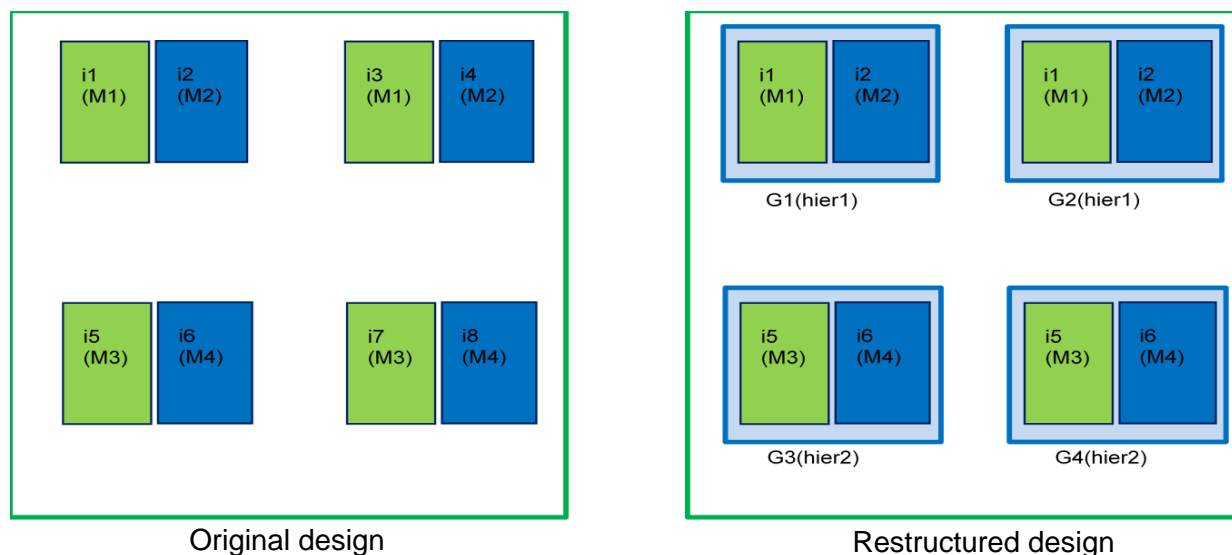 i1
(M1)
i2
(M2)
i3
(M1)
i4
(M2)
i5
(M3)
i6
(M4)
i7
(M3)
i8
(M4)
Original design
i1
(M1)
i2
(M2)
G1(hier1)
i1
(M1)
i2
(M2)
G2(hier1)
i5
(M3)
i6
(M4)
G3(hier2)
i5
(M3)
i6
(M4)
G4(hier2)
Restructured design